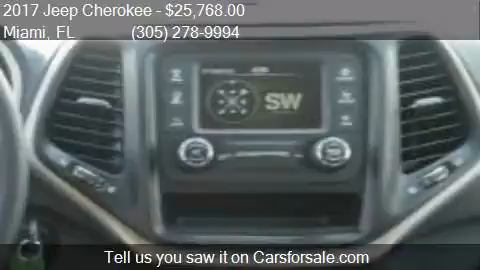 2017 Jeep Cherokee - $25,768.00
Miami, FL (305) 278-9994
SW
Tell us you saw it on Carsforsale.com